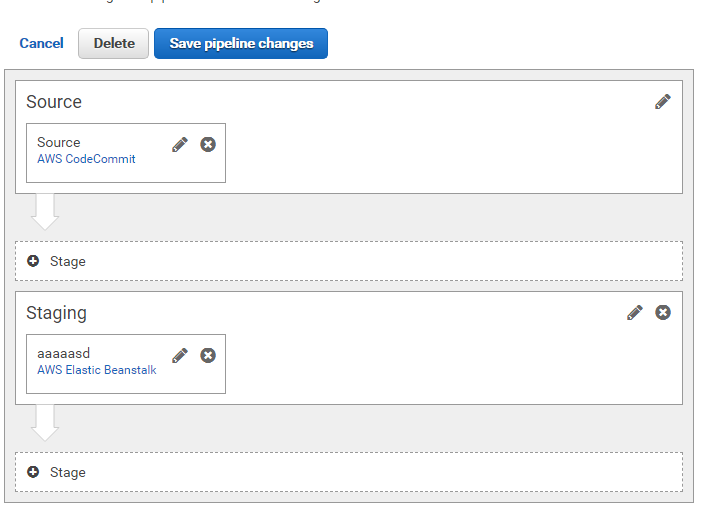 Cancel Delete Save pipeline changes
Source
Source
AWS CodeCommit
Stage
Staging
aaaaasd
AWS Elastic Beanstalk
Stage